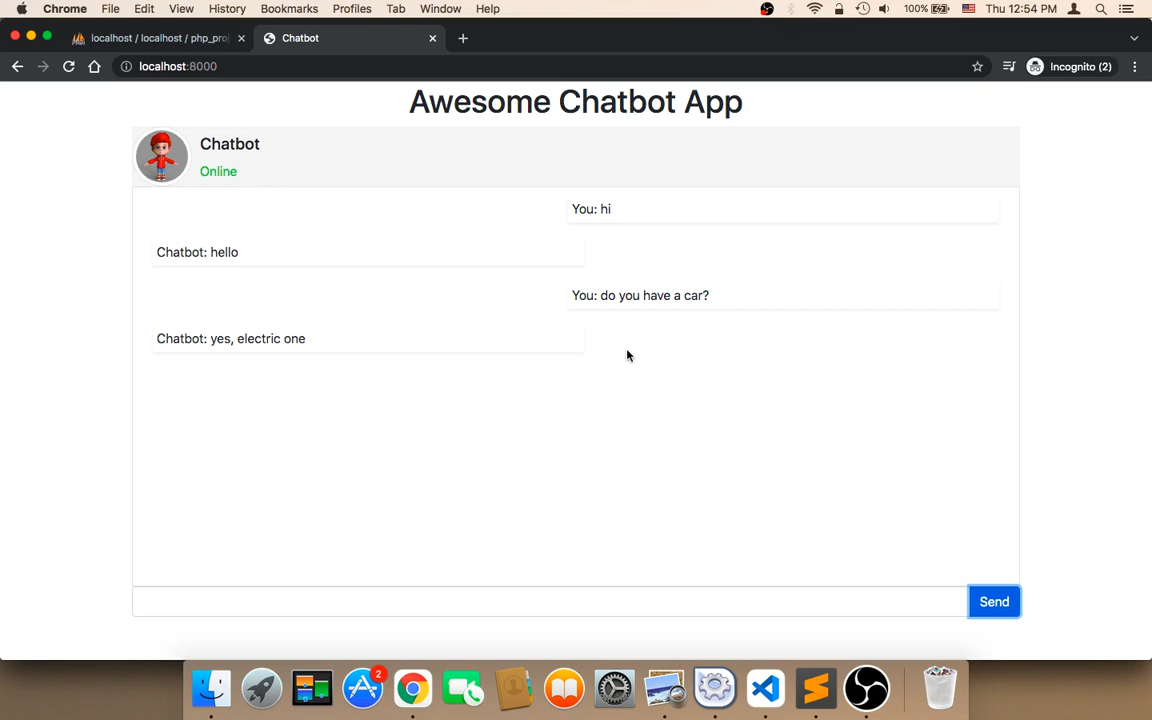 Chrome File Edit View History Bookmarks Profiles Tab Window Help 100% Thu 12:54 PM
localhost / localhost / php_proj Chatbot
localhost:8000 Incognito (2)
Awesome Chatbot App
Chatbot
Online
You: hi
Chatbot: hello
You: do you have a car?
Chatbot: yes, electric one
Send
2